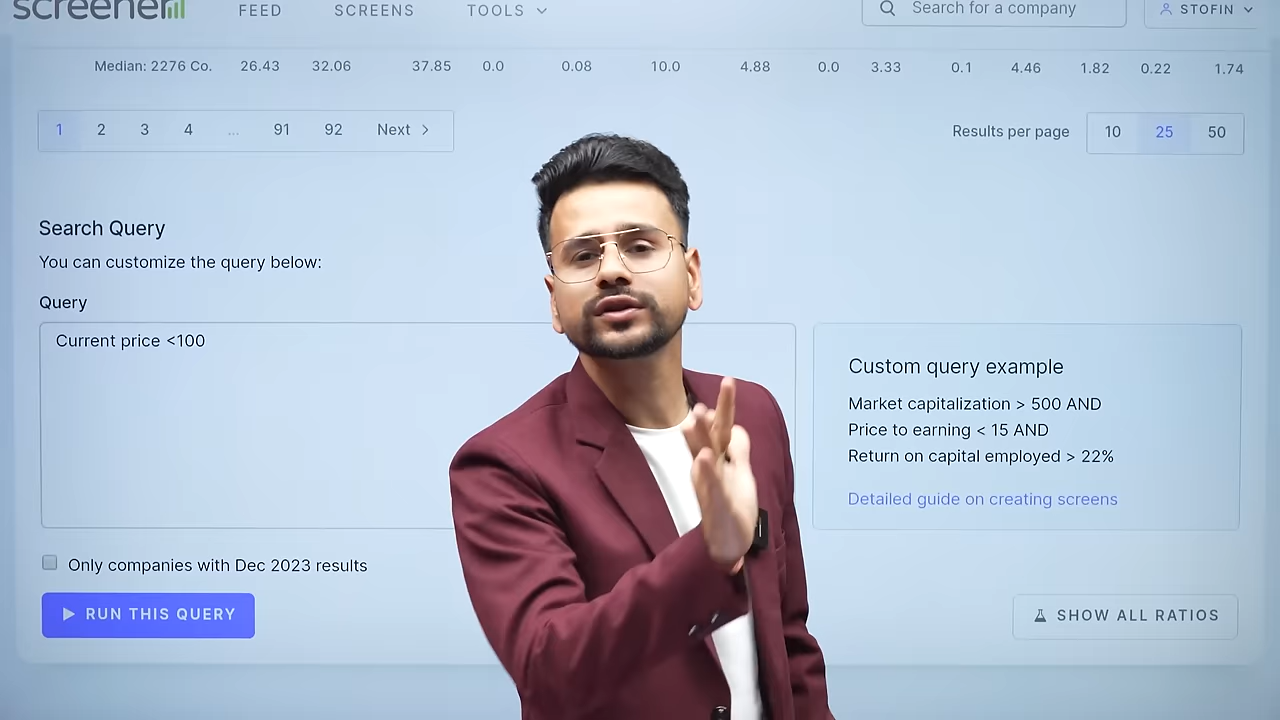 screener
FEED
SCREENS
TOOLS
Search for a company
STOFIN
Median: 2276 Co. 26.43 32.06 37.85 0.0 0.08 10.0 4.88 0.0 3.33 0.1 4.46 1.82 0.22 1.74
1 2 3 4 ... 91 92 Next
Results per page 10 25 50
Search Query
You can customize the query below:
Query
Current price <100
Custom query example
Market capitalization > 500 AND
Price to earning < 15 AND
Return on capital employed > 22%
Detailed guide on creating screens
Only companies with Dec 2023 results
RUN THIS QUERY
SHOW ALL RATIOS